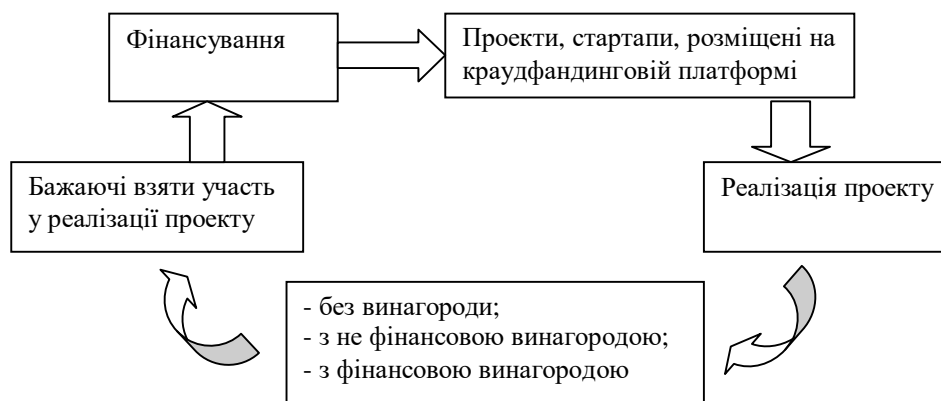 Фінансування
Проекти, стартапи, розміщені на
краудфандинговій платформі
Бажаючі взяти участь
у реалізації проекту
Реалізація проекту
- без винагороди;
- з не фінансовою винагородою;
- з фінансовою винагородою